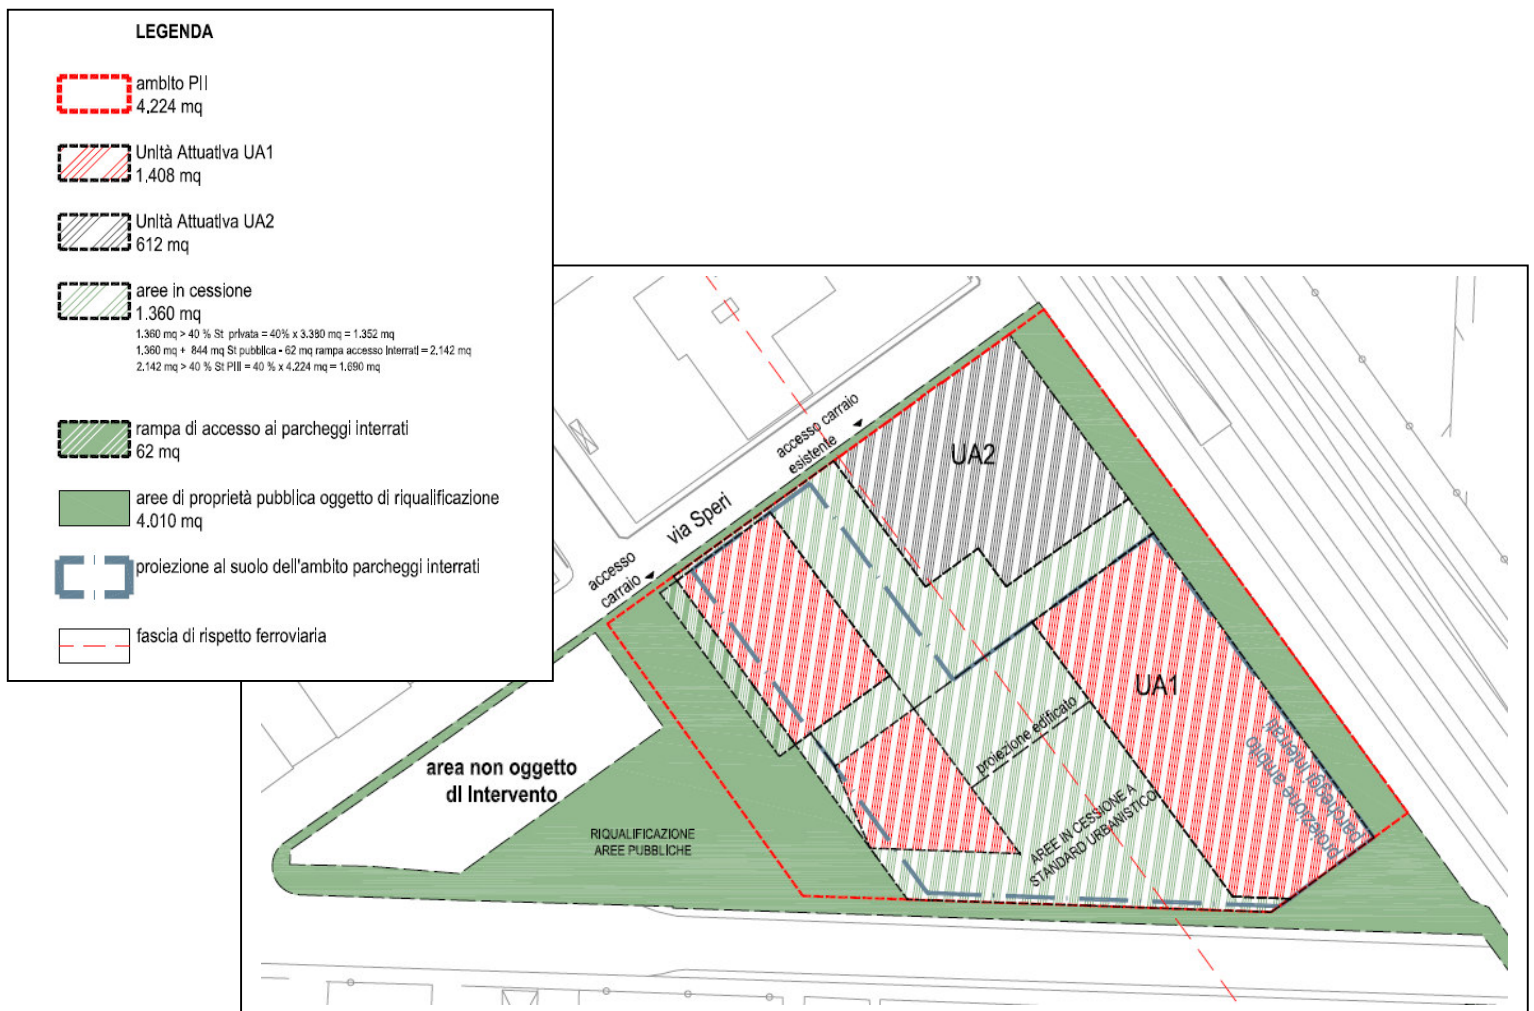 LEGENDA
ambito PII
4.224 mq
Unità Attuativa UA1
1.408 mq
Unità Attuativa UA2
612 mq
aree in cessione
1.360 mq
1.360 mq > 40 % St privata = 40% x 3.380 mq = 1.352 mq
1.360 mq + 844 mq St pubblica - 62 mq rampa accesso interrati = 2.142 mq
2.142 mq > 40 % St PIII = 40 % x 4.224 mq = 1.690 mq
rampa di accesso ai parcheggi interrati
62 mq
aree di proprietà pubblica oggetto di riqualificazione
4.010 mq
proiezione al suolo dell'ambito parcheggi interrati
fascia di rispetto ferroviaria
accesso carraio
esistente
UA2
via Speri
accesso
carraio
UA1
proiezione edificato
proiezione ambito
parcheggi interrati
area non oggetto
di Intervento
RIQUALIFICAZIONE
AREE PUBBLICHE
AREE IN CESSIONE A
STANDARD URBANISTICO